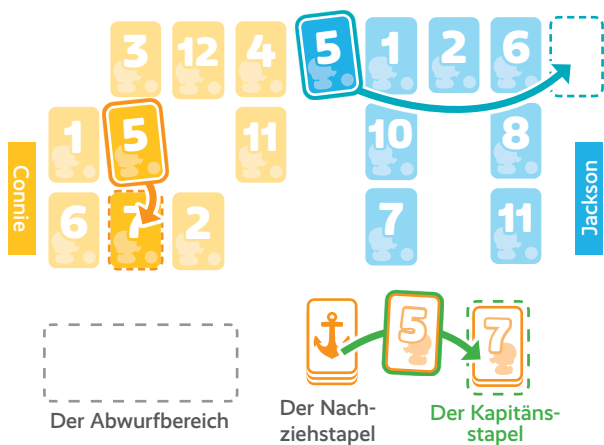 3 12 4 5 1 2 6
1 5 11 10 8
6 7 2 7 11
Connie
Jackson
5 7
Der Abwurfbereich
Der Nach-
ziehstapel
Der Kapitäns-
stapel